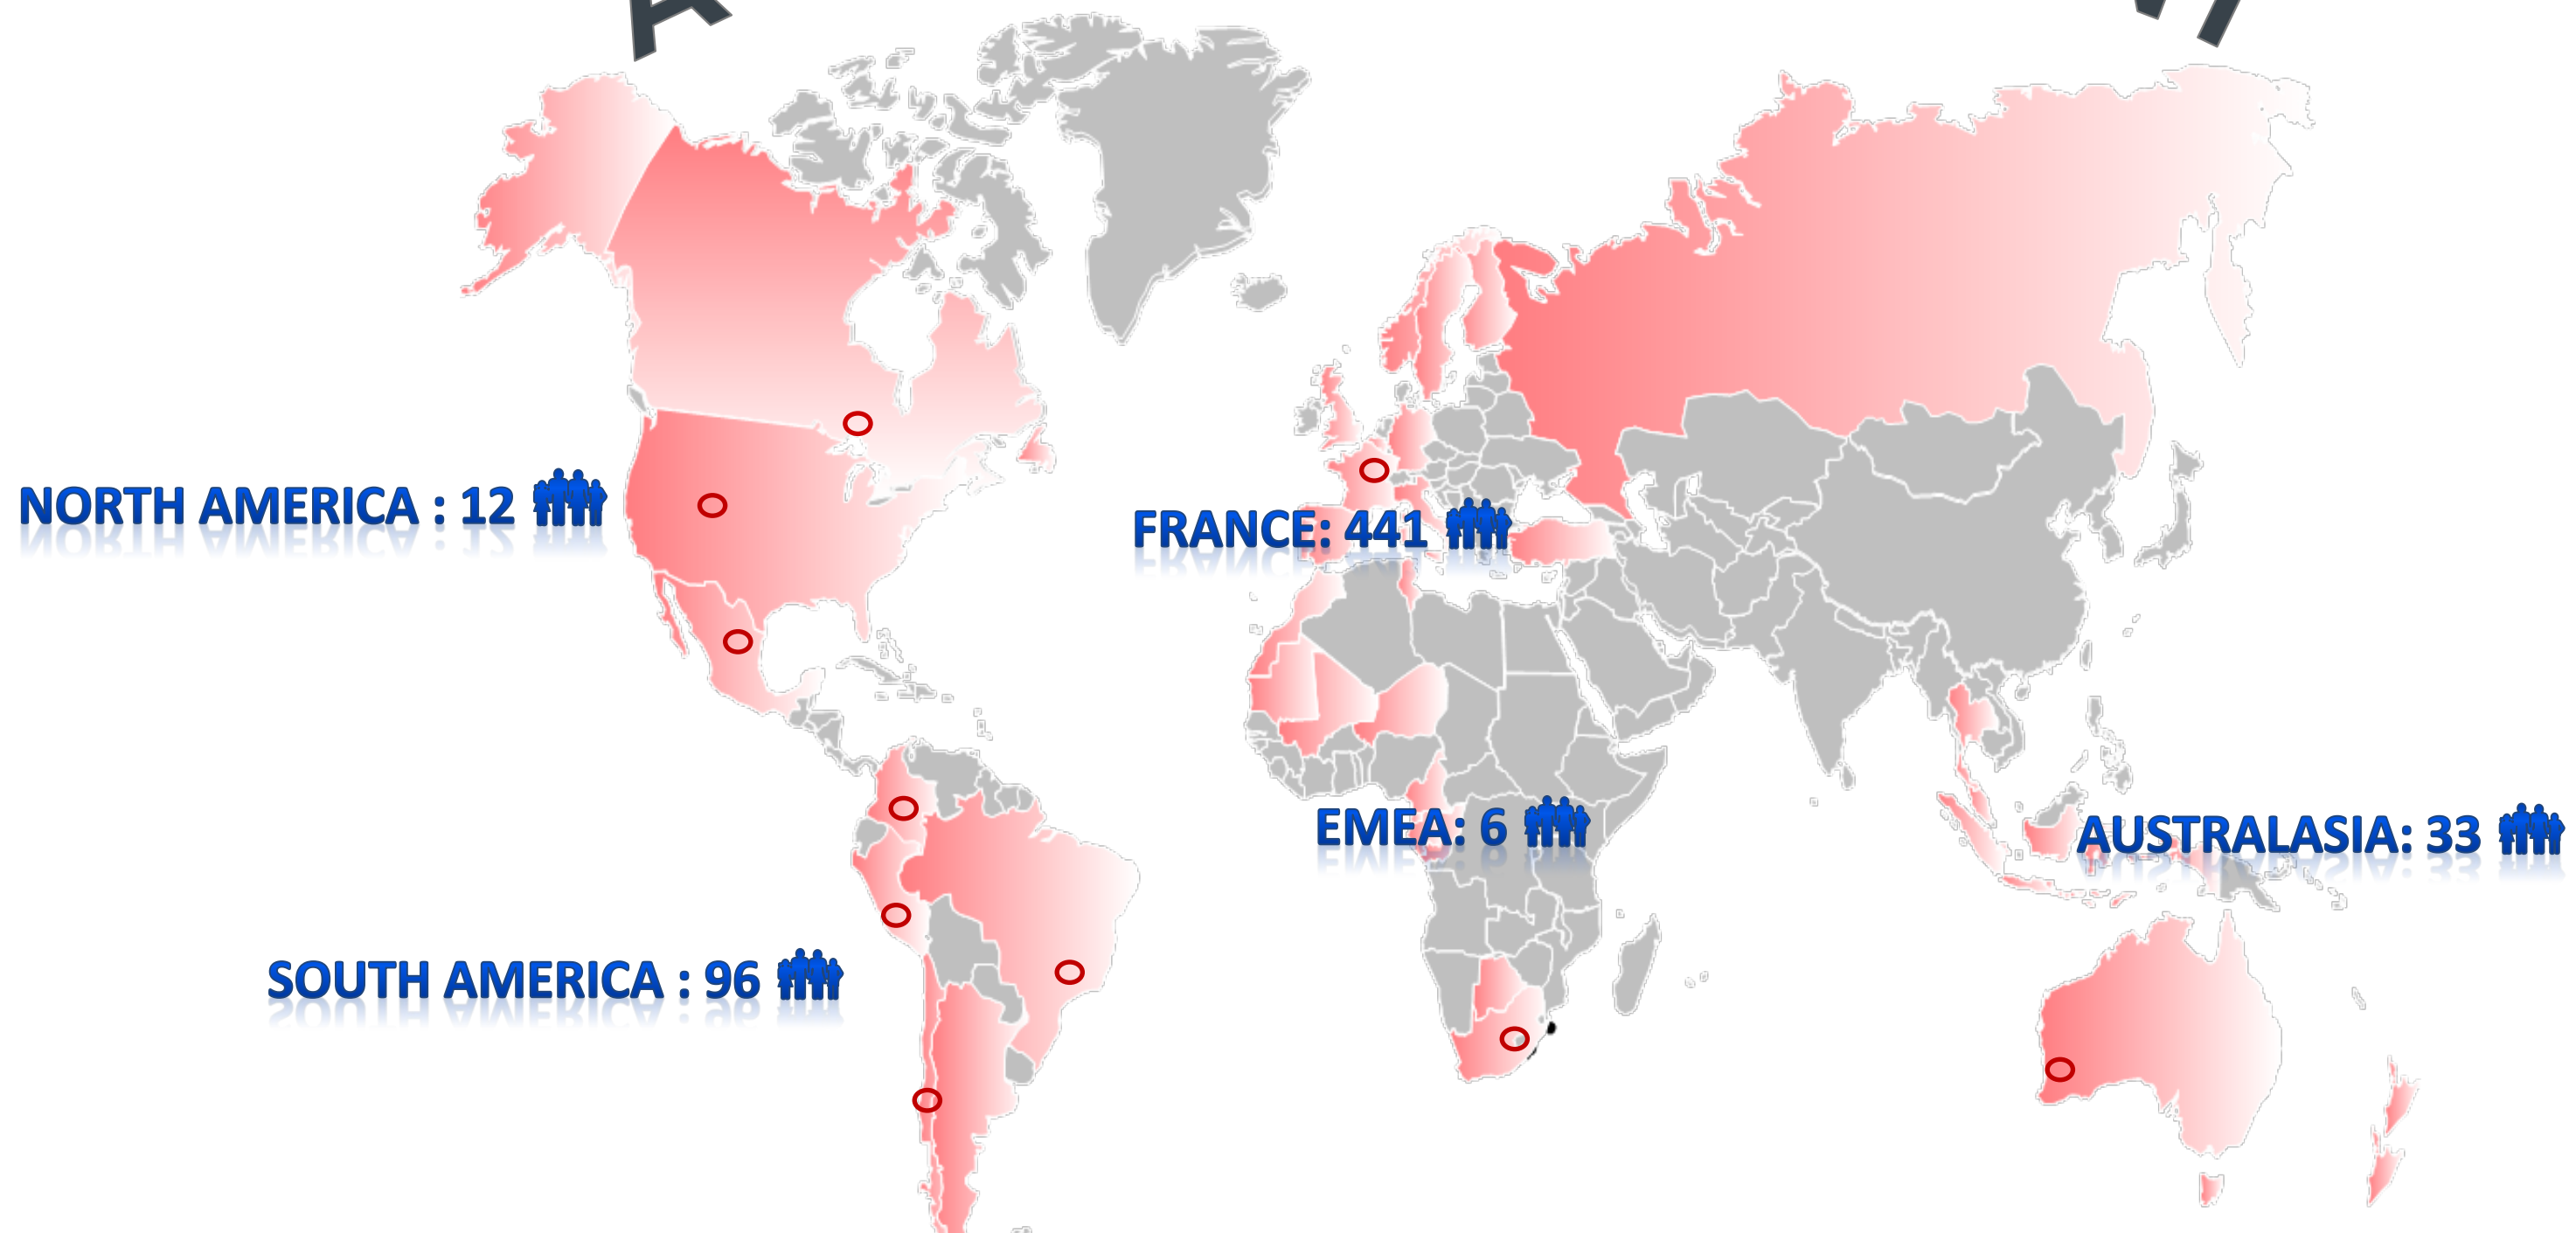 NORTH AMERICA : 12
FRANCE: 441
EMEA: 6
AUSTRALASIA: 33
SOUTH AMERICA : 96